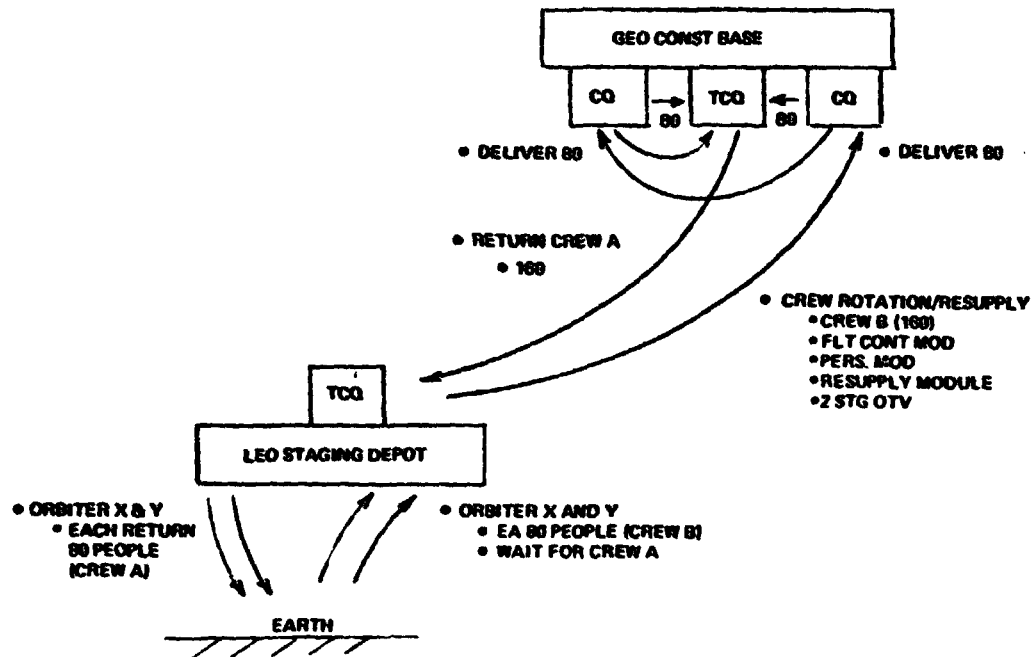 GEO CONST BASE
CQ
TCQ
CQ
80
80
• DELIVER 80
• DELIVER 80
• RETURN CREW A
• 160
• CREW ROTATION/RESUPPLY
• CREW B (160)
• FLT CONT MOD
• PERS. MOD
• RESUPPLY MODULE
• 2 STG OTV
TCQ
LEO STAGING DEPOT
• ORBITER X & Y
• EACH RETURN
80 PEOPLE
(CREW A)
• ORBITER X AND Y
• EA 80 PEOPLE (CREW B)
• WAIT FOR CREW A
EARTH